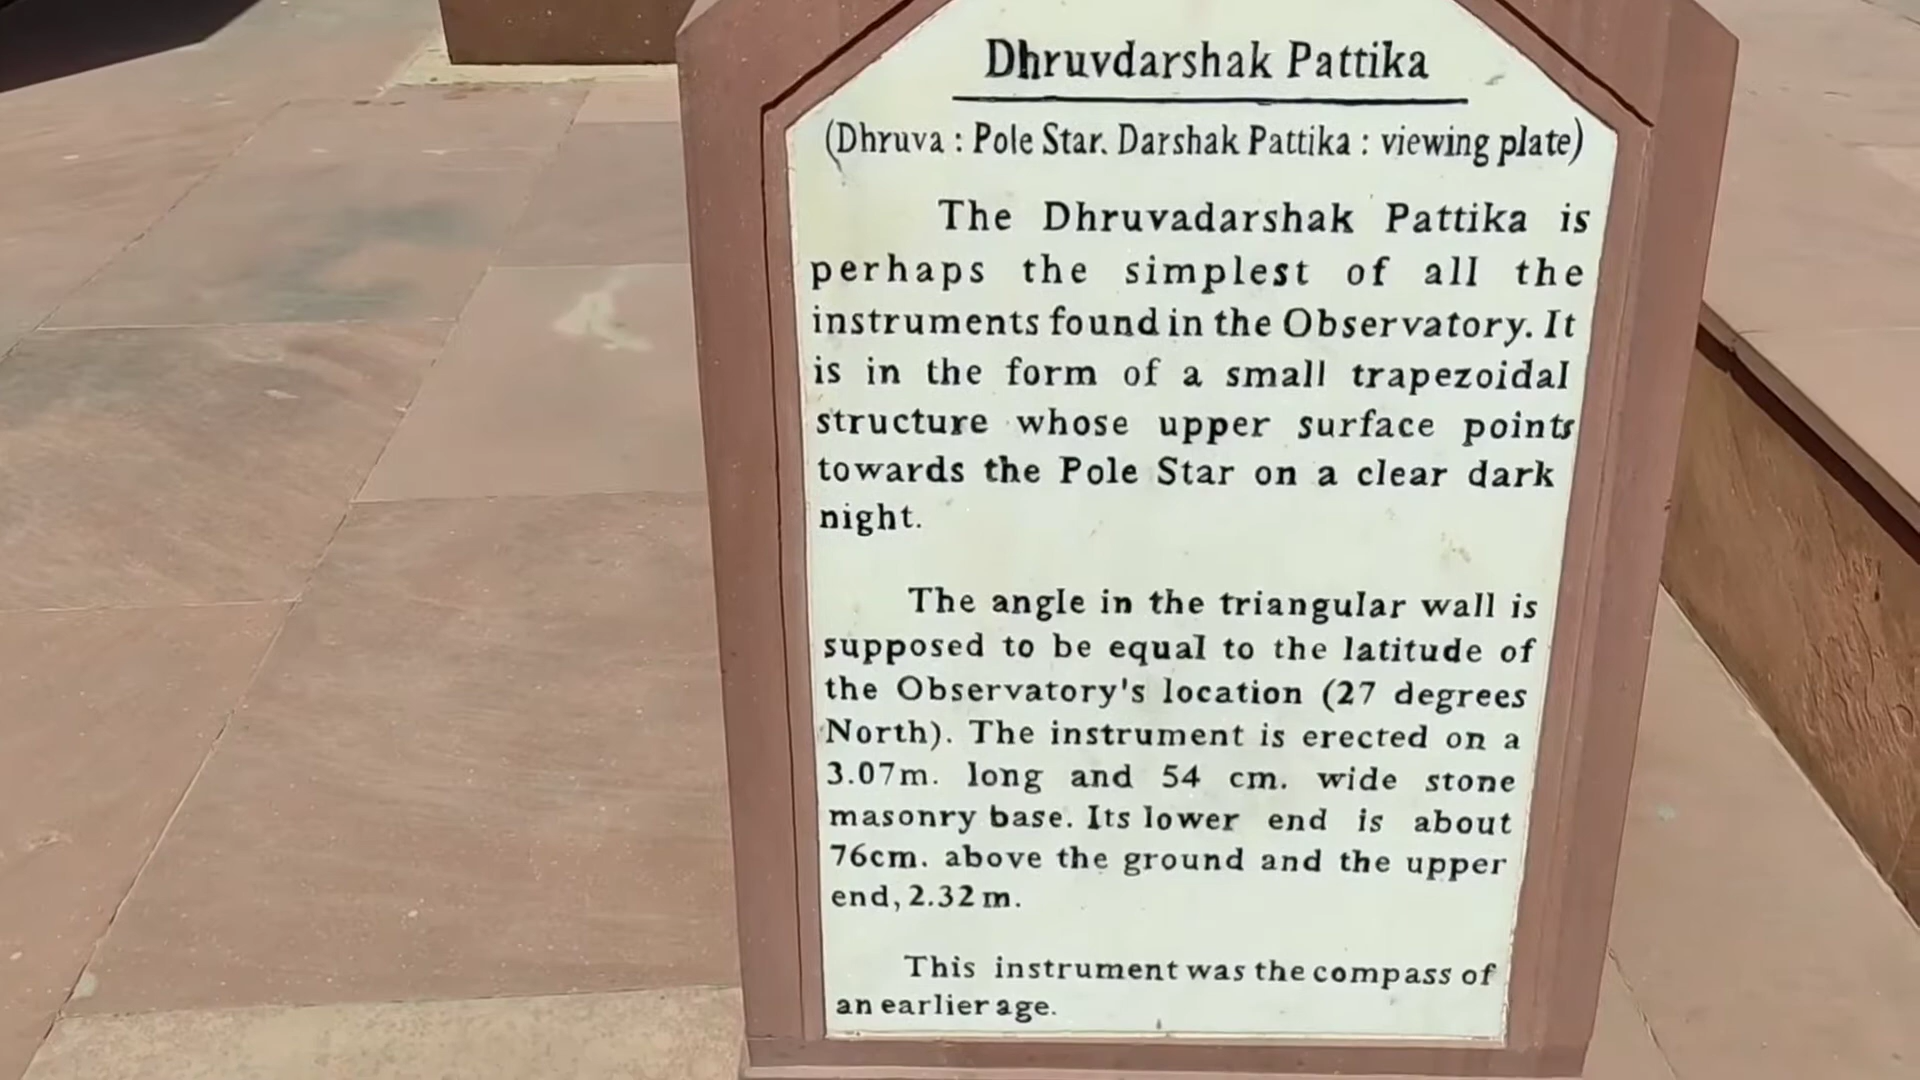 Dhruvdarshak Pattika
(Dhruva : Pole Star. Darshak Pattika : viewing plate)
The Dhruvadarshak Pattika is
perhaps the simplest of all the
instruments found in the Observatory. It
is in the form of a small trapezoidal
structure whose upper surface points
towards the Pole Star on a clear dark
night.
The angle in the triangular wall is
supposed to be equal to the latitude of
the Observatory's location (27 degrees
North). The instrument is erected on a
3.07m. long and 54 cm. wide stone
masonry base. Its lower end is about
76cm. above the ground and the upper
end, 2.32 m.
This instrument was the compass of
an earlier age.